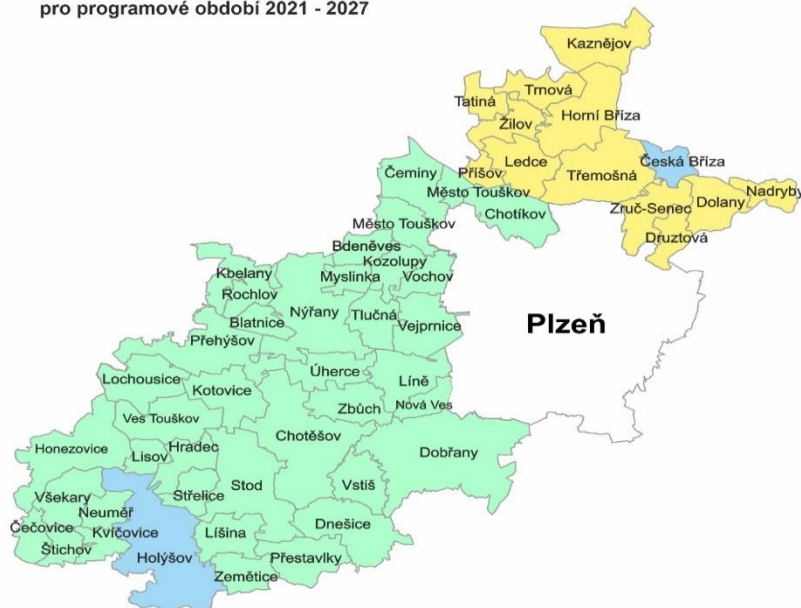 pro programové období 2021 - 2027
Kaznějov
Trnová
Tatiná
Horní Bříza
Žilov
Ledce
Česká Bříza
Příšov
Třemošná
Čeminy
Město Touškov
Nadryby
Dolany
Chotíkov
Zruč-Senec
Město Touškov
Druztová
Bdeněves
Kozolupy
Kbelany
Myslinka
Vochov
Rochlov
Nýřany
Tlučná
Blatnice
Vejprnice
Plzeň
Přehýšov
Úherce
Lochousice
Líně
Kotovice
Zbůch
Nová Ves
Ves Touškov
Chotěšov
Honezovice
Hradec
Dobřany
Lisov
Stod
Vstiš
Všekary
Střelice
Neuměř
Dnešice
Čečovice
Kvíčovice
Líšina
Štichov
Holýšov
Přestavlky
Zemětice